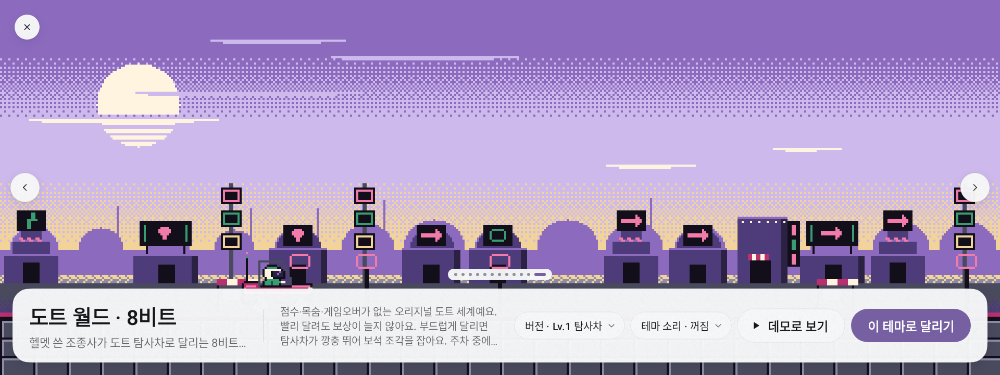 도트 월드 · 8비트
헬멧 쓴 조종사가 도트 탐사차로 달리는 8비트...
점수·목숨·게임오버가 없는 오리지널 도트 세계예요.
빨리 달려도 보상이 늘지 않아요. 부드럽게 달리면
탐사차가 깡충 뛰어 보석 조각을 잡아요. 주차 중에...
버전 · Lv.1 탐사차
테마 소리 · 꺼짐
데모로 보기
이 테마로 달리기